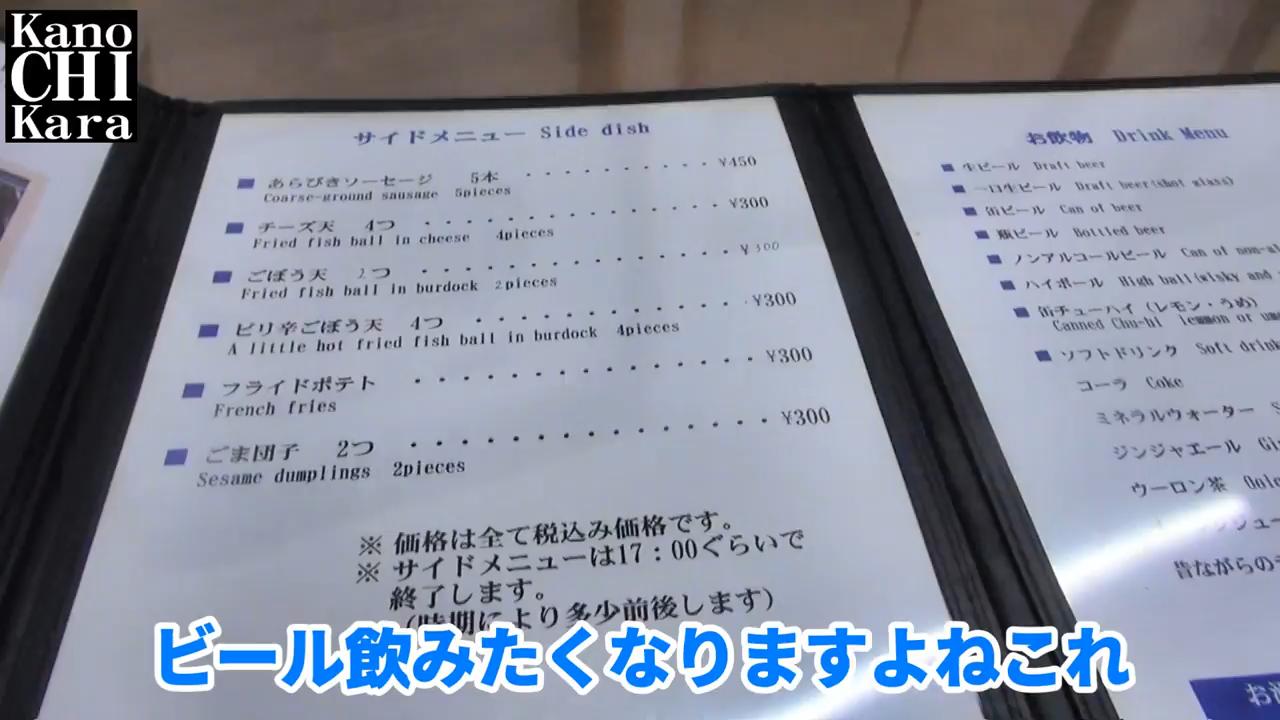 Kano
CHI
Kara
サイドメニュー Side dish
■ あらびきソーセージ 5本 ・・・・・・・・・・ ¥450
Coarse-ground sausage 5pieces
■ チーズ天 4つ ・・・・・・・・・・・・・・ ¥300
Fried fish ball in cheese 4pieces
■ ごぼう天 2つ ・・・・・・・・・・・・・・ ¥300
Fried fish ball in burdock 2pieces
■ ピリ辛ごぼう天 4つ ・・・・・・・・・・・ ¥300
A little hot fried fish ball in burdock 4pieces
■ フライドポテト ・・・・・・・・・・・・・ ¥300
French fries
■ ごま団子 2つ ・・・・・・・・・・・・・・ ¥300
Sesame dumplings 2pieces
※ 価格は全て税込み価格です。
※ サイドメニューは17：00ぐらいで
終了します。
(時期により多少前後します)
お飲物 Drink Menu
■ 生ビール Draft beer
■ 一口生ビール Draft beer(shot glass)
■ 缶ビール Can of beer
■ 瓶ビール Bottled beer
■ ノンアルコールビール Can of non-a
■ ハイボール High ball(wisky and
■ 缶チューハイ（レモン・うめ）
Canned Chu-hi lemmon or ume
■ ソフトドリンク Soft drink
コーラ Coke
ミネラルウォーター
ジンジャエール Gi
ウーロン茶 Oolo
昔ながらの
お酒
ビール飲みたくなりますよねこれ